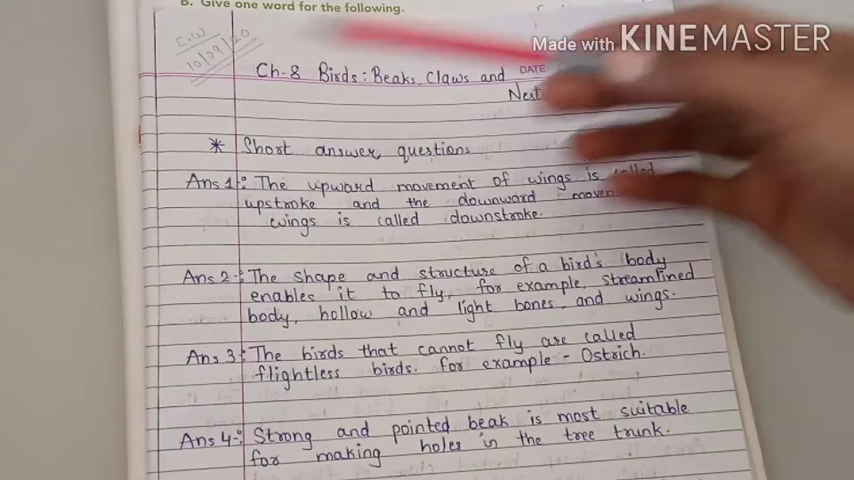 B. Give one word for the following.
Made with KINEMASTER
C.W
10/09/20
Ch-8 Birds: Beaks, Claws and
DATE
Nest
* Short answer questions
Ans 1-: The upward movement of wings is called
upstroke and the downward
wings is called downstroke.
Ans 2-: The shape and structure of a bird's body
enables it to fly, for example, streamlined
body, hollow and light bones, and wings.
Ans 3-: The birds that cannot fly are called
flightless birds. for example - Ostrich.
Ans 4-: Strong and pointed beak is most suitable
for making holes in the tree trunk.